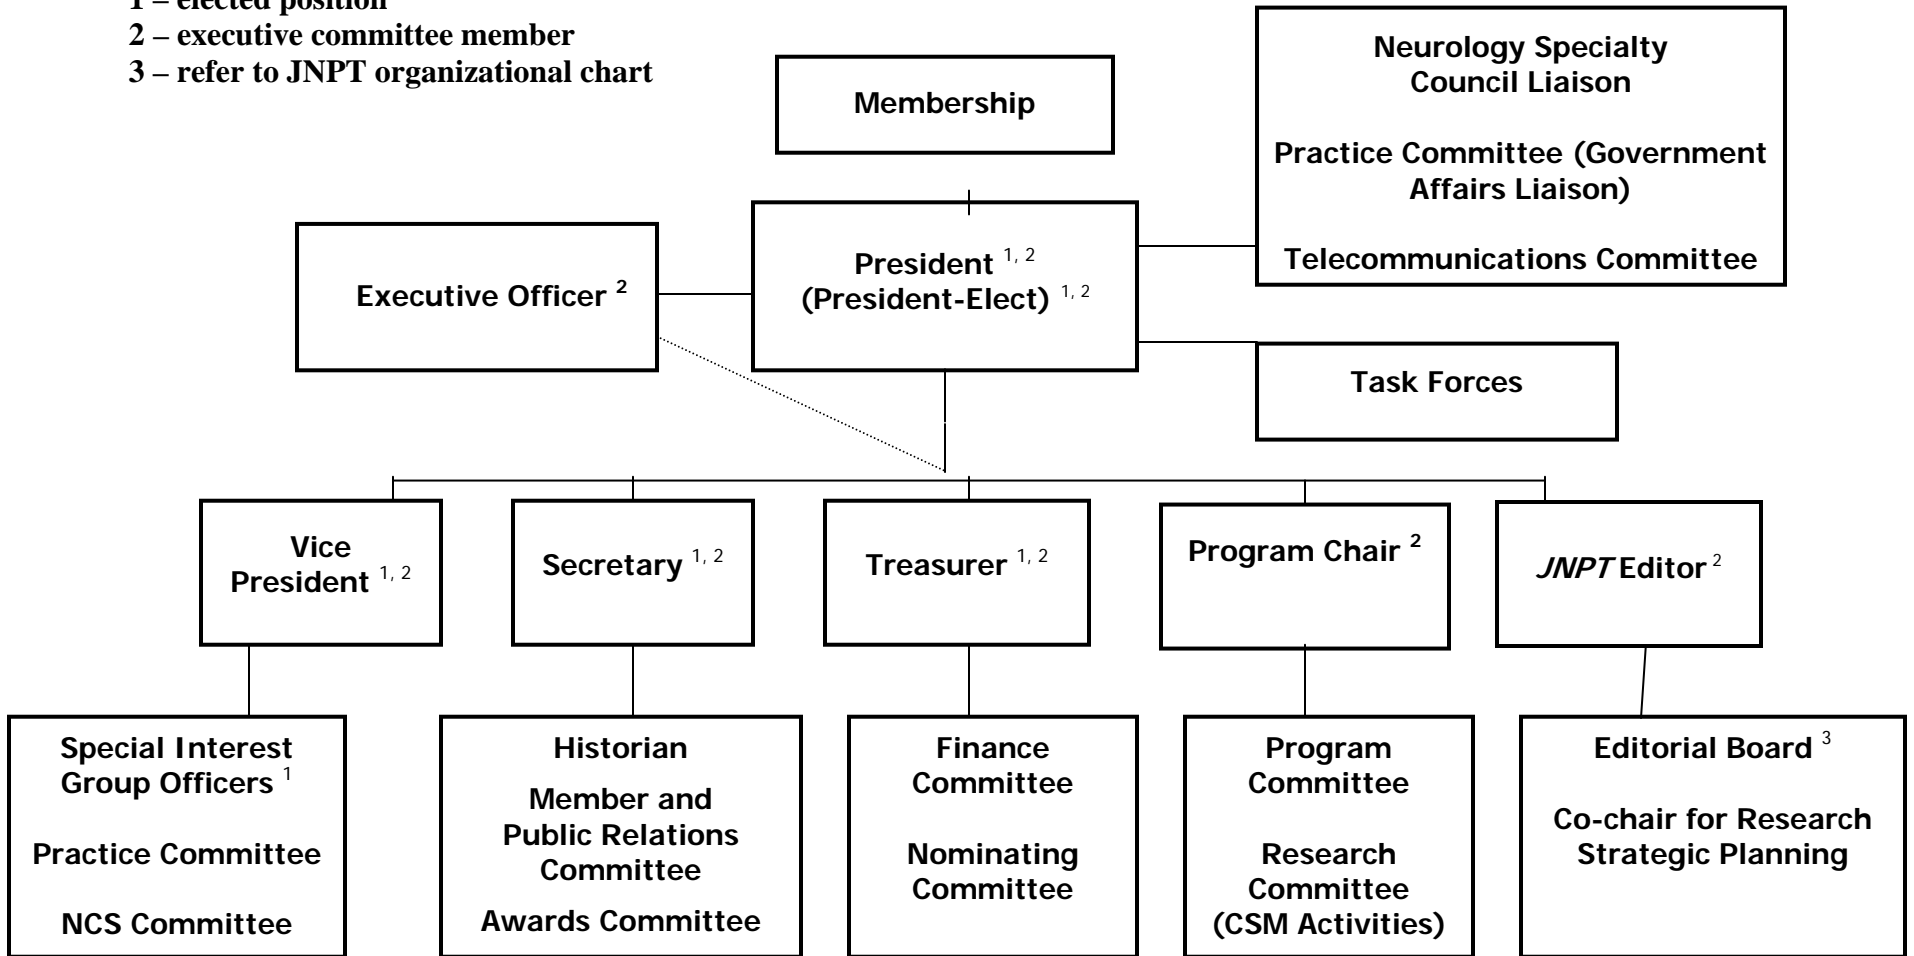 1 – elected position
2 – executive committee member
3 – refer to JNPT organizational chart
Membership
Neurology Specialty
Council Liaison
Practice Committee (Government
Affairs Liaison)
Telecommunications Committee
Executive Officer 2
President 1, 2
(President-Elect) 1, 2
Task Forces
Vice
President 1, 2
Secretary 1, 2
Treasurer 1, 2
Program Chair 2
JNPT Editor 2
Special Interest
Group Officers 1
Practice Committee
NCS Committee
Historian
Member and
Public Relations
Committee
Awards Committee
Finance
Committee
Nominating
Committee
Program
Committee
Research
Committee
(CSM Activities)
Editorial Board 3
Co-chair for Research
Strategic Planning